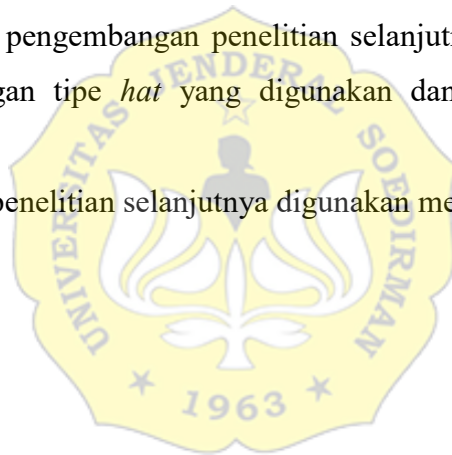 pengembangan penelitian selanjut
gan tipe hat yang digunakan dan
penelitian selanjutnya digunakan me
UNIVERSITAS JENDERAL SOEDIRMAN
1963